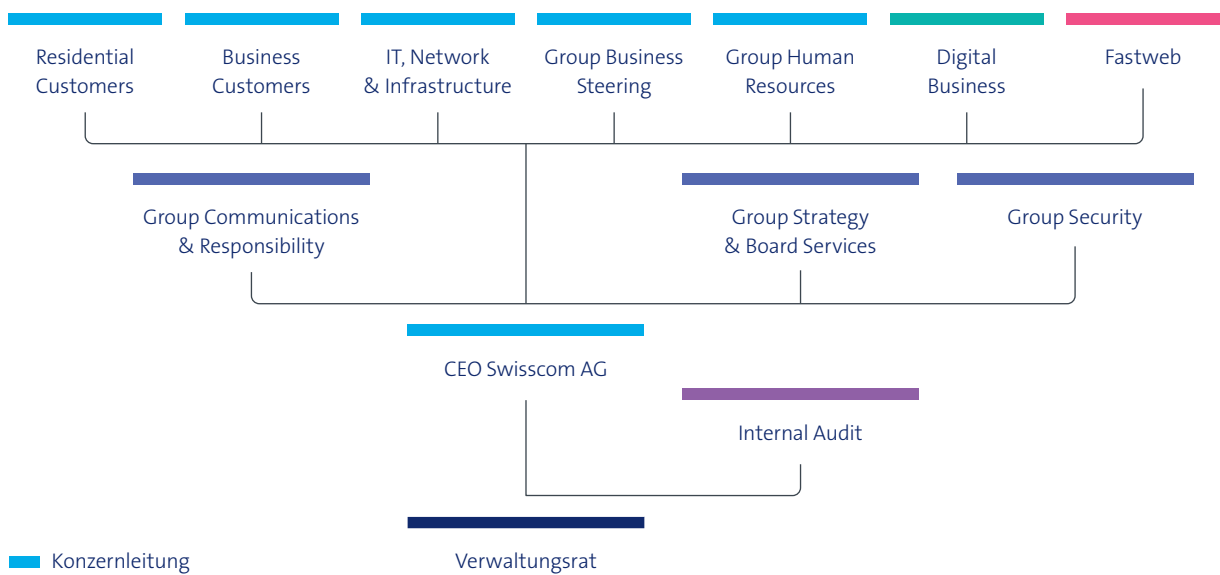 Residential
Customers
Business
Customers
IT, Network
& Infrastructure
Group Business
Steering
Group Human
Resources
Digital
Business
Fastweb
Group Communications
& Responsibility
Group Strategy
& Board Services
Group Security
CEO Swisscom AG
Internal Audit
Konzernleitung
Verwaltungsrat